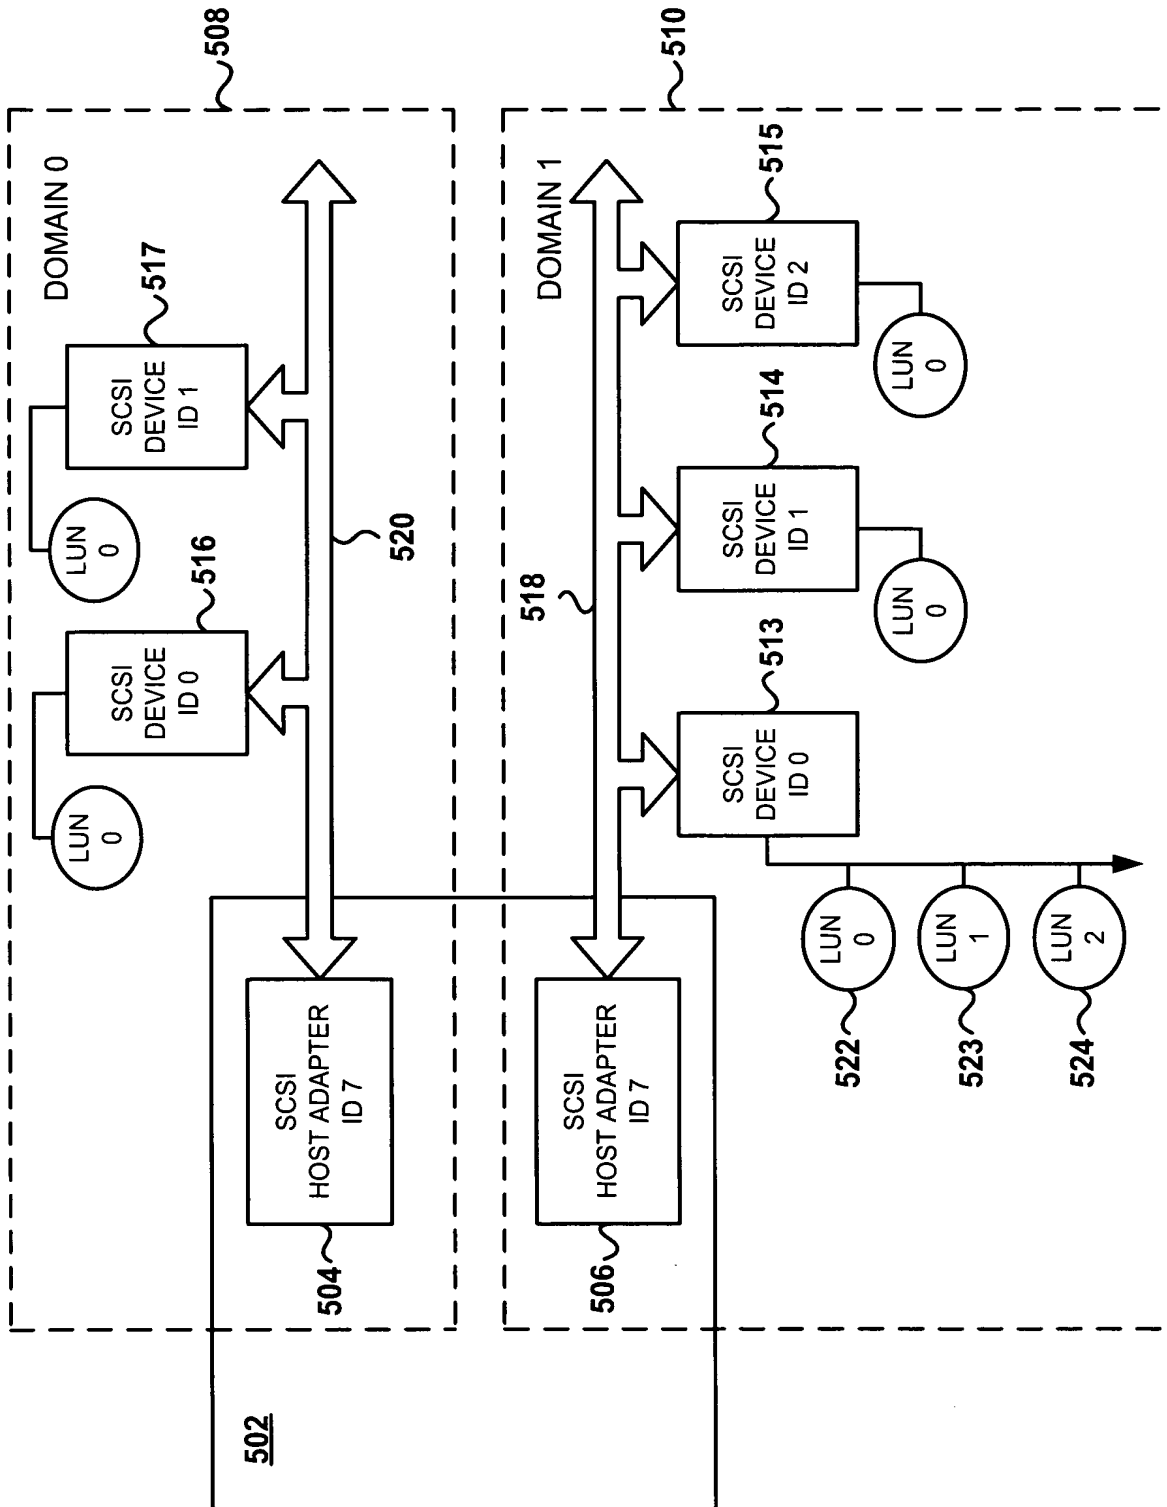 508
DOMAIN 0
517
SCSI
DEVICE
ID 1
LUN
0
516
SCSI
DEVICE
ID 0
LUN
0
520
SCSI
HOST ADAPTER
ID 7
504
510
DOMAIN 1
518
515
SCSI
DEVICE
ID 2
LUN
0
514
SCSI
DEVICE
ID 1
LUN
0
513
SCSI
DEVICE
ID 0
LUN
0
522
LUN
1
523
LUN
2
524
SCSI
HOST ADAPTER
ID 7
506
502